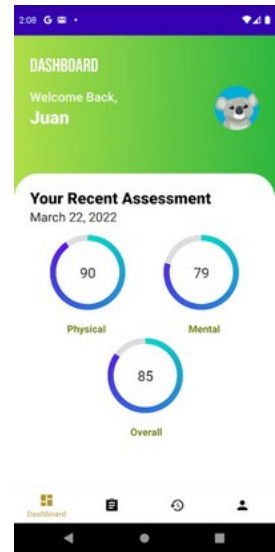 2:08 G
DASHBOARD
Welcome Back,
Juan
Your Recent Assessment
March 22, 2022
90
79
Physical
Mental
85
Overall
Dashboard